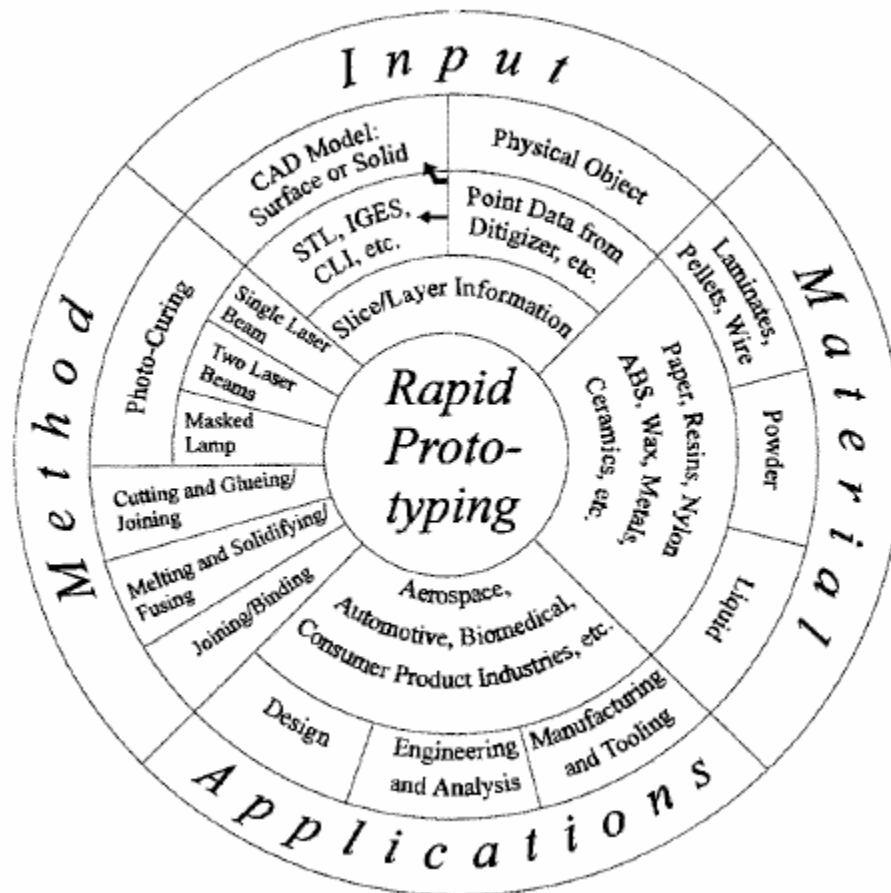 Input
CAD Model:
Surface or Solid
Physical Object
STL, IGES,
CLI, etc.
Point Data from
Ditigizer, etc.
Slice/Layer Information
Material
Laminates,
Pellets, Wire
Powder
Liquid
Paper, Resins, Nylon
ABS, Wax, Metals,
Ceramics, etc.
Method
Photo-Curing
Single Laser
Beam
Two Laser
Beams
Masked
Lamp
Cutting and Glueing/
Joining
Melting and Solidifying/
Fusing
Joining/Binding
Rapid
Proto-
typing
Aerospace,
Automotive, Biomedical,
Consumer Product Industries, etc.
Design
Engineering
and Analysis
Manufacturing
and Tooling
Applications